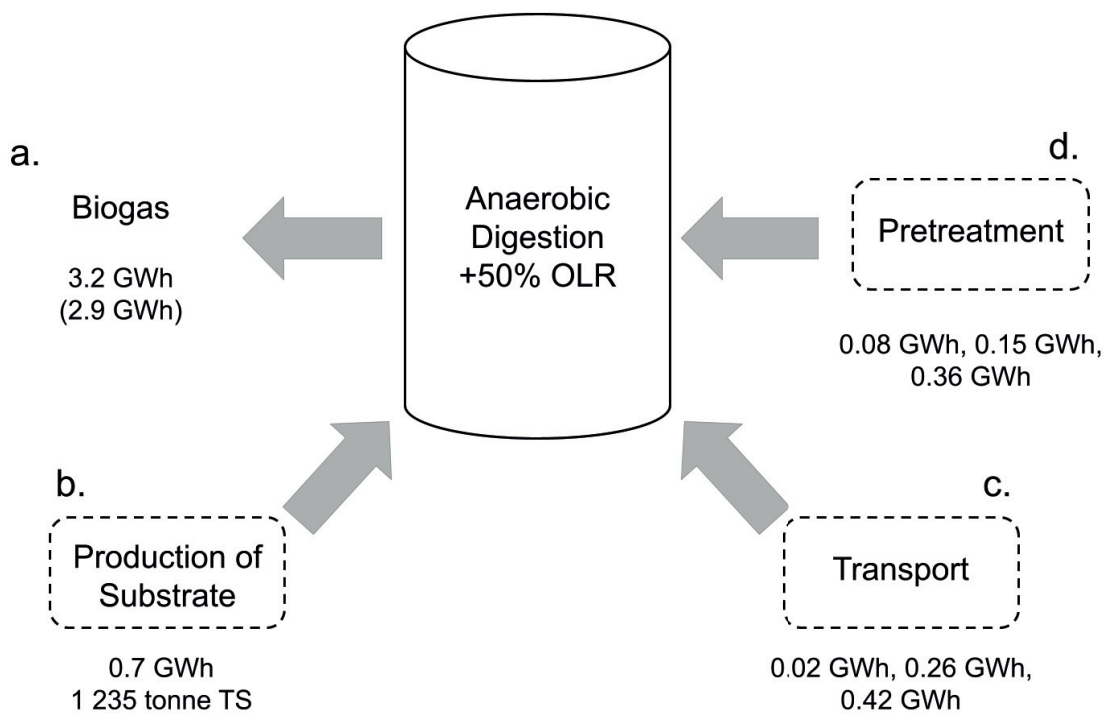 a.
Biogas
3.2 GWh
(2.9 GWh)
Anaerobic
Digestion
+50% OLR
d.
Pretreatment
0.08 GWh, 0.15 GWh,
0.36 GWh
b.
Production of
Substrate
0.7 GWh
1 235 tonne TS
c.
Transport
0.02 GWh, 0.26 GWh,
0.42 GWh